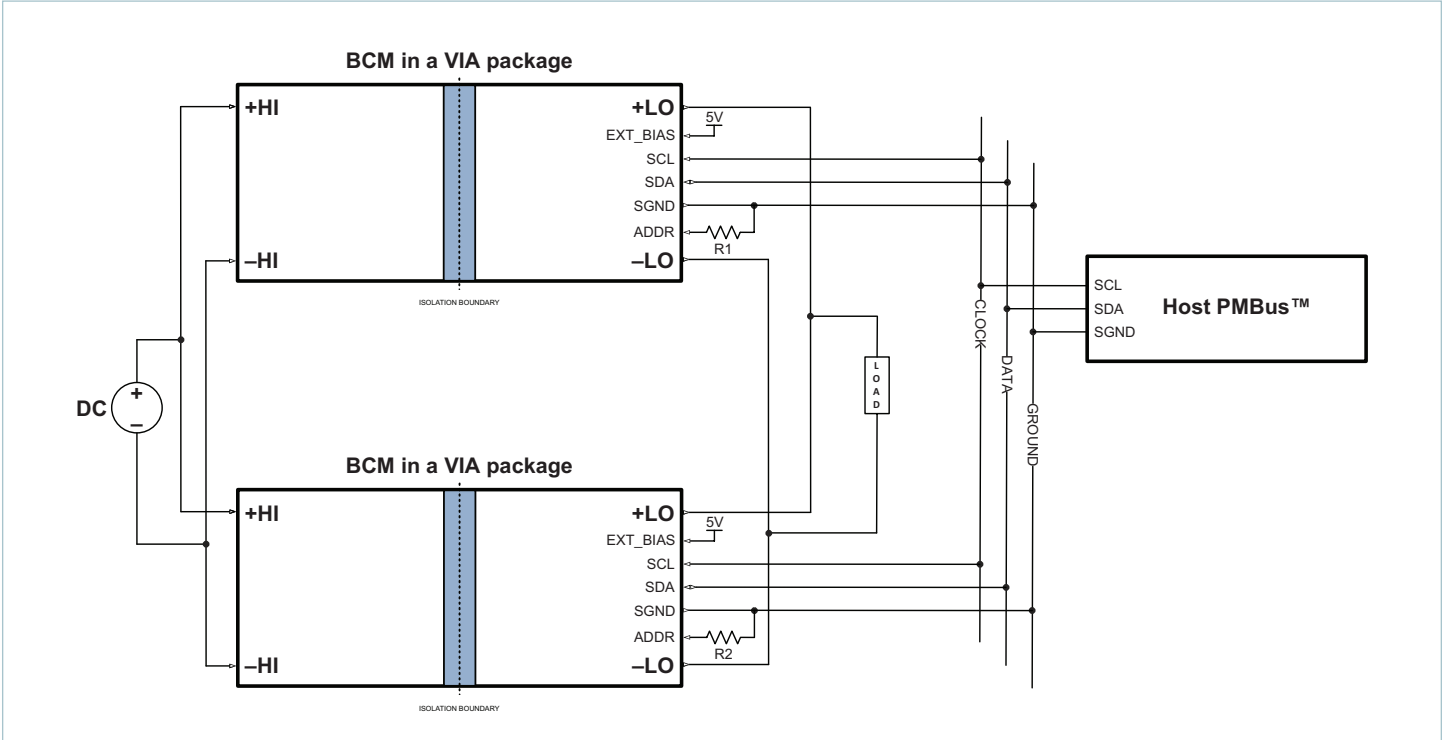 BCM in a VIA package
+HI
–HI
+LO
5V
EXT_BIAS
SCL
SDA
SGND
ADDR
R1
–LO
ISOLATION BOUNDARY
DC
+
–
LOAD
CLOCK
DATA
GROUND
SCL
SDA
SGND
Host PMBus™
BCM in a VIA package
+HI
–HI
+LO
5V
EXT_BIAS
SCL
SDA
SGND
ADDR
R2
–LO
ISOLATION BOUNDARY